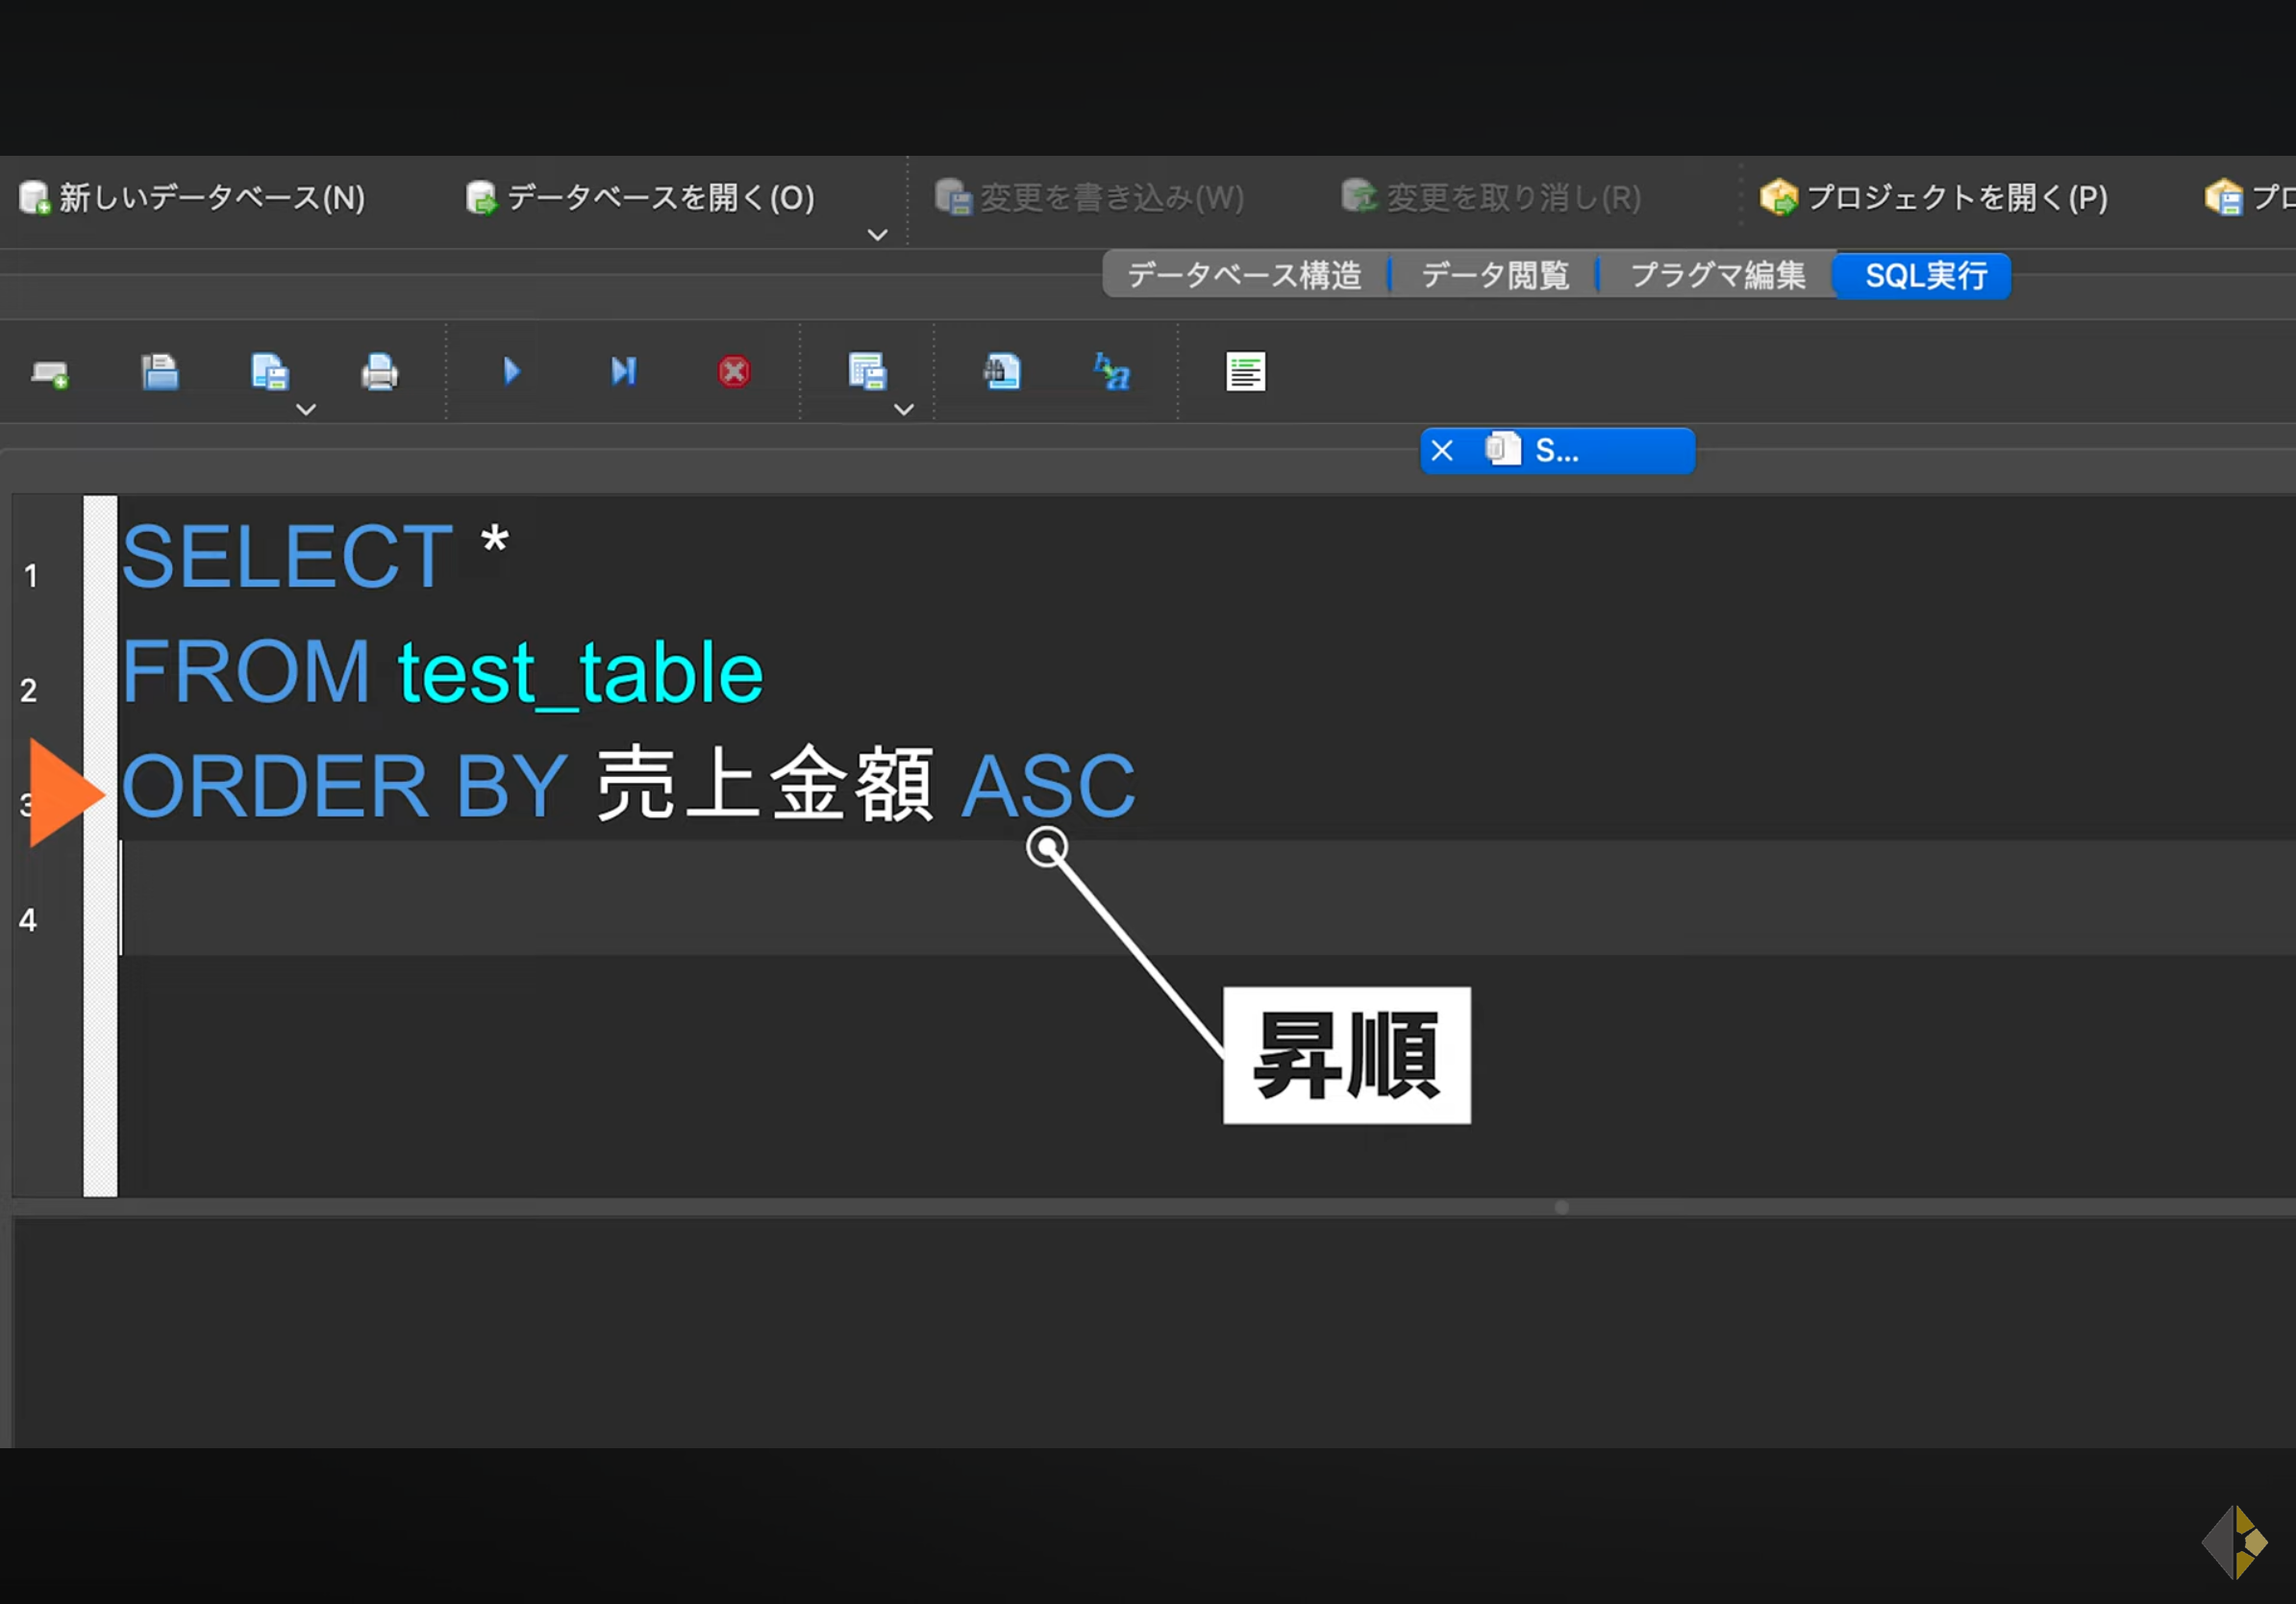 新しいデータベース(N) データベースを開く(O) 変更を書き込み(W) 変更を取り消し(R) プロジェクトを開く(P) プロ
データベース構造 データ閲覧 プラグマ編集 SQL実行
S...
1 SELECT *
2 FROM test_table
3 ORDER BY 売上金額 ASC
4
昇順